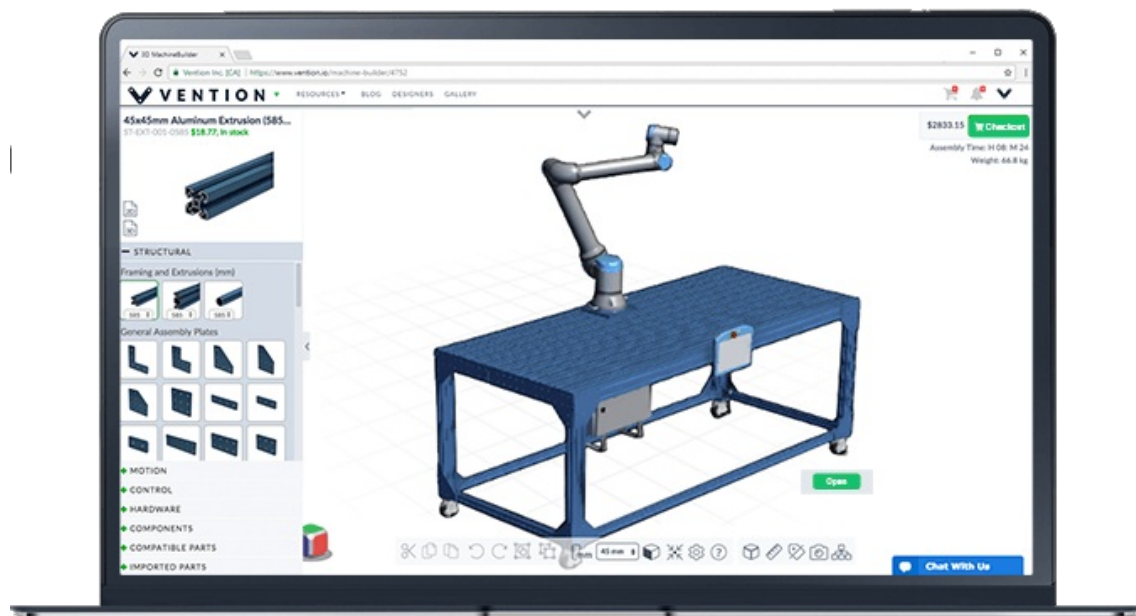 3D MachineBuilder
Vention Inc. [CA] | https://www.vention.io/machine-builder/4752
VENTION
RESOURCES BLOG DESIGNERS GALLERY
45x45mm Aluminum Extrusion (585...
ST-EXT-001-0585 $18.77, In stock
$2833.15 Checkout
Assembly Time: H 08: M 24
Weight: 66.8 kg
STRUCTURAL
Framing and Extrusions (mm)
585 585 585
General Assembly Plates
MOTION
CONTROL
HARDWARE
COMPONENTS
COMPATIBLE PARTS
IMPORTED PARTS
Open
mm 45 mm
Chat With Us